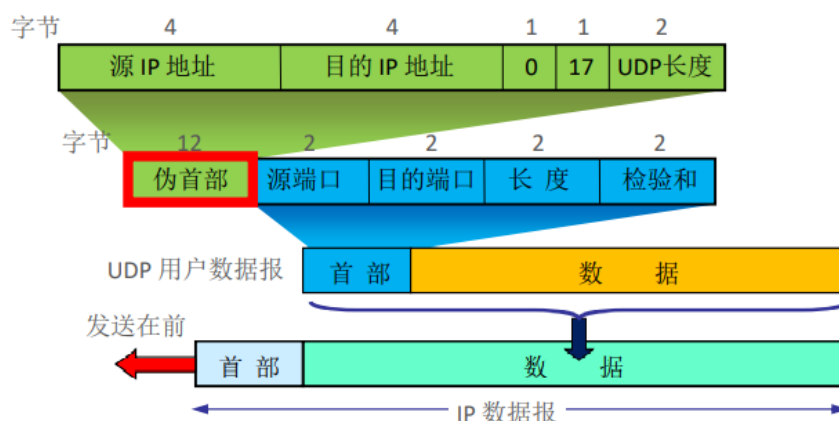 字节 4 4 1 1 2
源 IP 地址 目的 IP 地址 0 17 UDP长度
字节 12 2 2 2 2
伪首部 源端口 目的端口 长 度 检验和
UDP 用户数据报 首 部 数 据
发送在前
首 部 数 据
IP 数据报